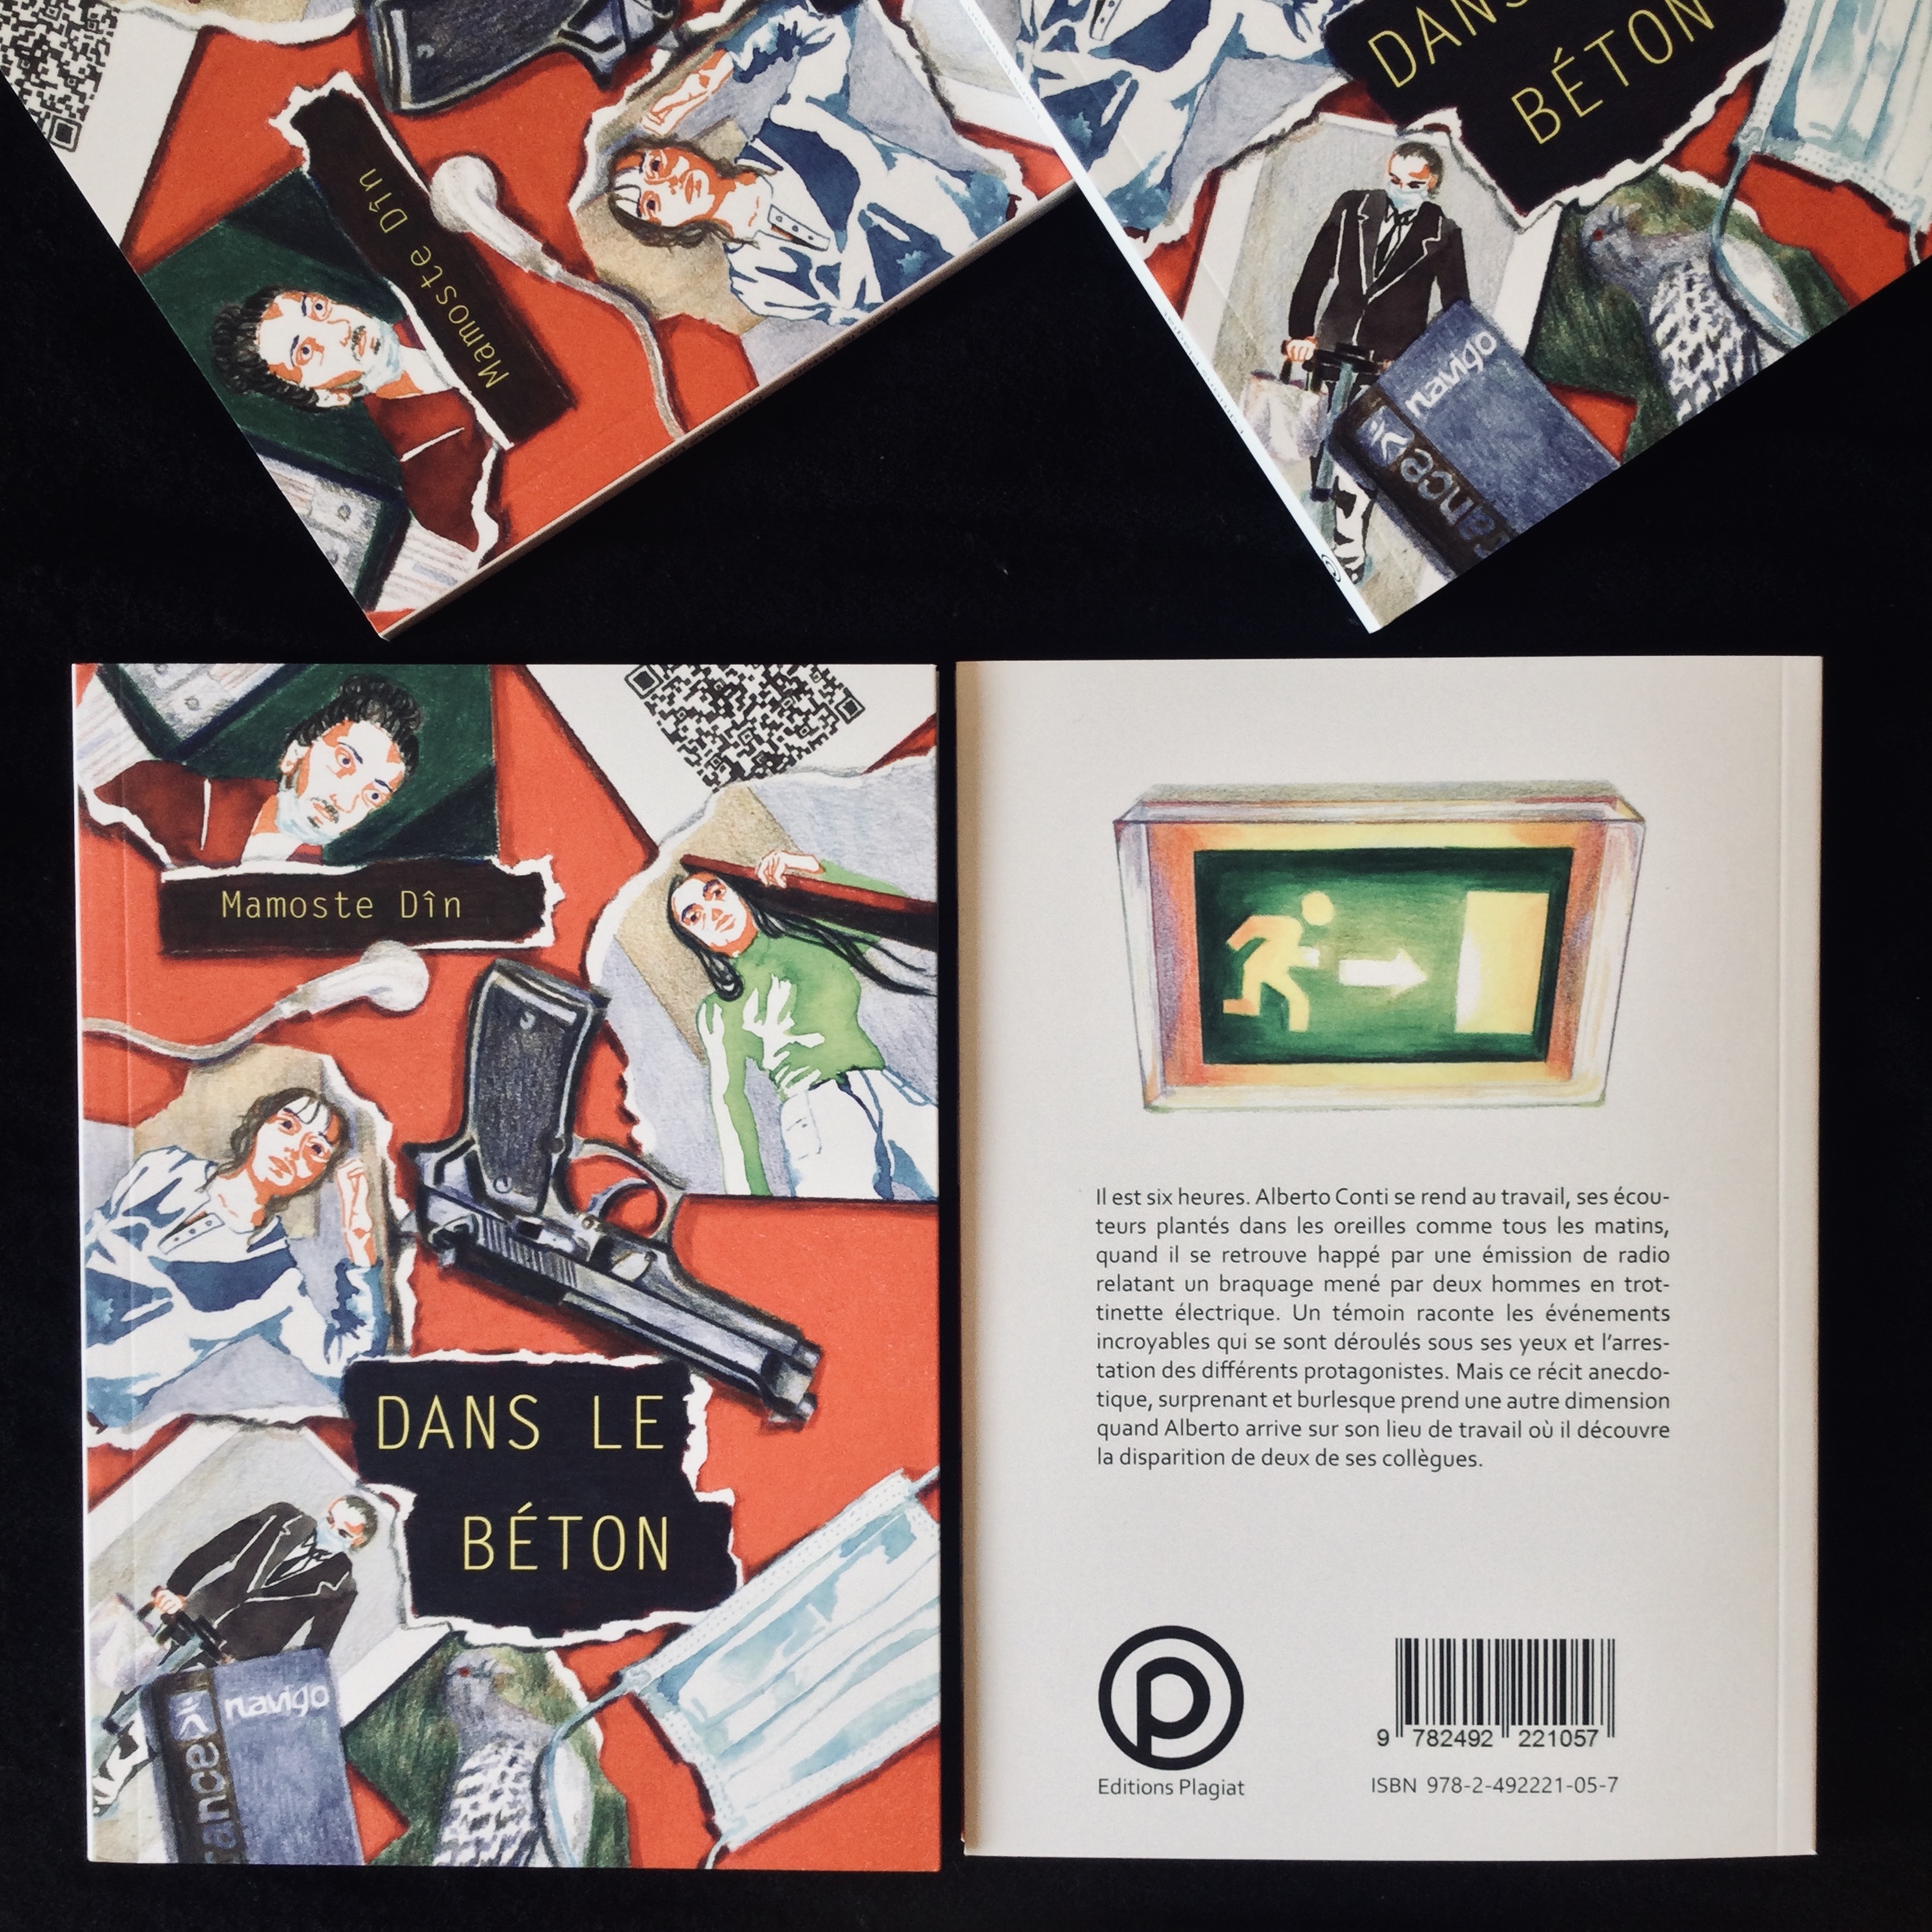 Mamoste Dîn
DANS
BÉTON
navigo
rance
Mamoste Dîn
DANS LE
BÉTON
navigo
rance
Il est six heures. Alberto Conti se rend au travail, ses écou-
teurs plantés dans les oreilles comme tous les matins,
quand il se retrouve happé par une émission de radio
relatant un braquage mené par deux hommes en trot-
tinette électrique. Un témoin raconte les événements
incroyables qui se sont déroulés sous ses yeux et l'arres-
tation des différents protagonistes. Mais ce récit anecdo-
tique, surprenant et burlesque prend une autre dimension
quand Alberto arrive sur son lieu de travail où il découvre
la disparition de deux de ses collègues.
P
Editions Plagiat
9 782492 221057
ISBN 978-2-492221-05-7